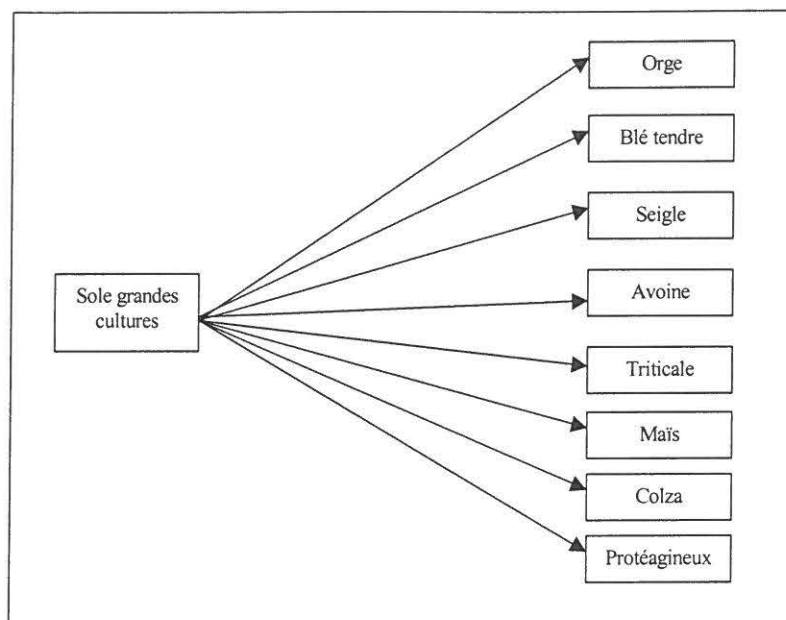 Orge
Blé tendre
Seigle
Sole grandes
cultures
Avoine
Triticale
Maïs
Colza
Protéagineux